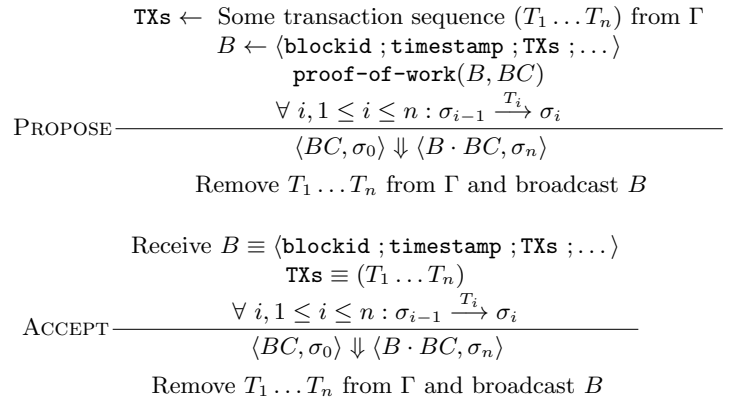 TXs ← Some transaction sequence (T₁ … Tₙ) from Γ
B ← ⟨blockid ; timestamp ; TXs ; …⟩
proof-of-work(B, BC)
∀ i, 1 ≤ i ≤ n : σᵢ₋₁ —Tᵢ→ σᵢ
PROPOSE
⟨BC, σ₀⟩ ⇓ ⟨B · BC, σₙ⟩
Remove T₁ … Tₙ from Γ and broadcast B
Receive B ≡ ⟨blockid ; timestamp ; TXs ; …⟩
TXs ≡ (T₁ … Tₙ)
∀ i, 1 ≤ i ≤ n : σᵢ₋₁ —Tᵢ→ σᵢ
ACCEPT
⟨BC, σ₀⟩ ⇓ ⟨B · BC, σₙ⟩
Remove T₁ … Tₙ from Γ and broadcast B